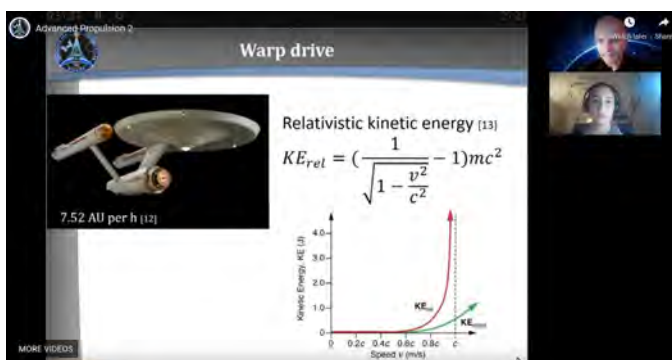 Advanced Propulsion 2
Warp drive
Share
Relativistic kinetic energy [13]
KE_rel = (1/√(1 − v²/c²) − 1)mc²
7.52 AU per h [12]
Kinetic Energy, KE (J)
4.0
3.0
2.0
1.0
0
KE_rel
KE_class
0 0.2c 0.4c 0.6c 0.8c c
Speed v (m/s)
MORE VIDEOS